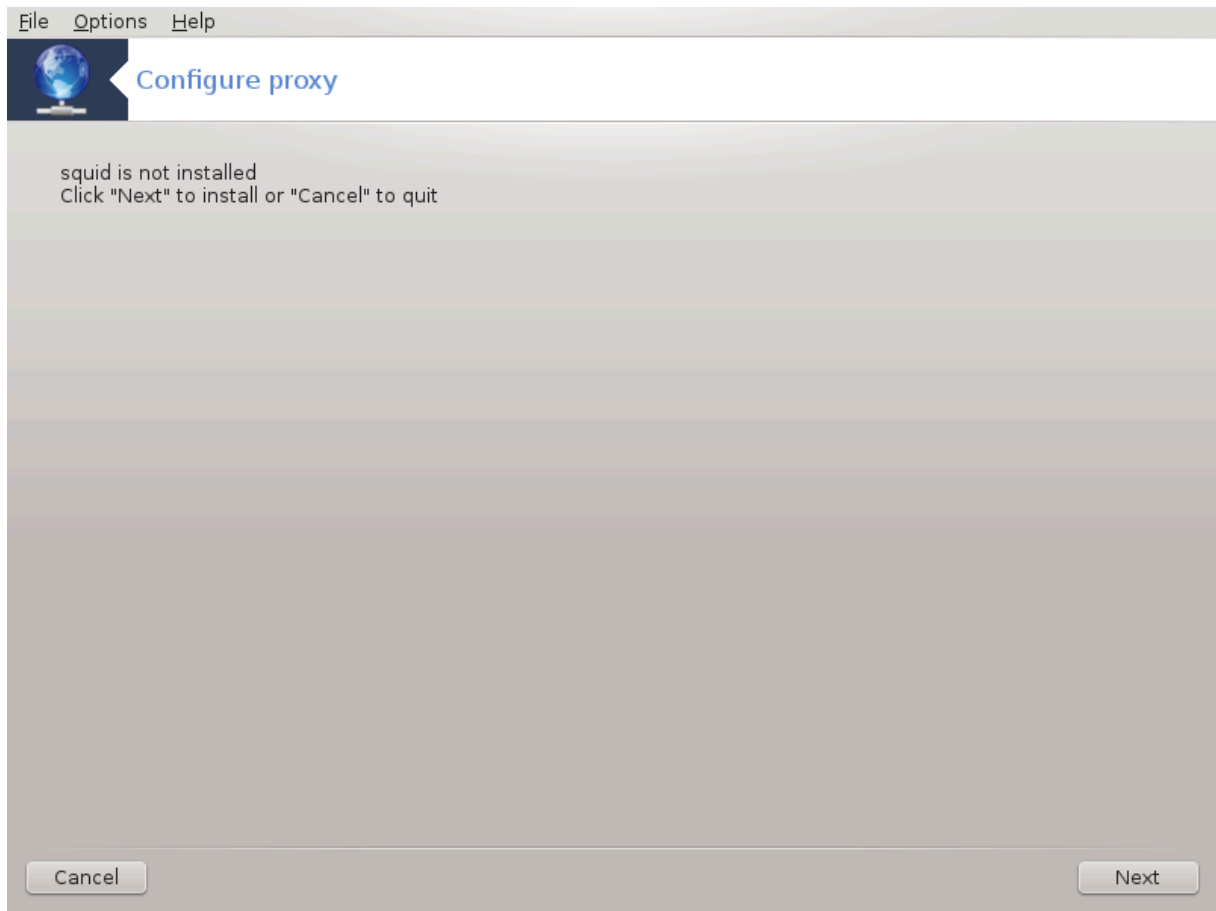 File Options Help
Configure proxy
squid is not installed
Click "Next" to install or "Cancel" to quit
Cancel Next